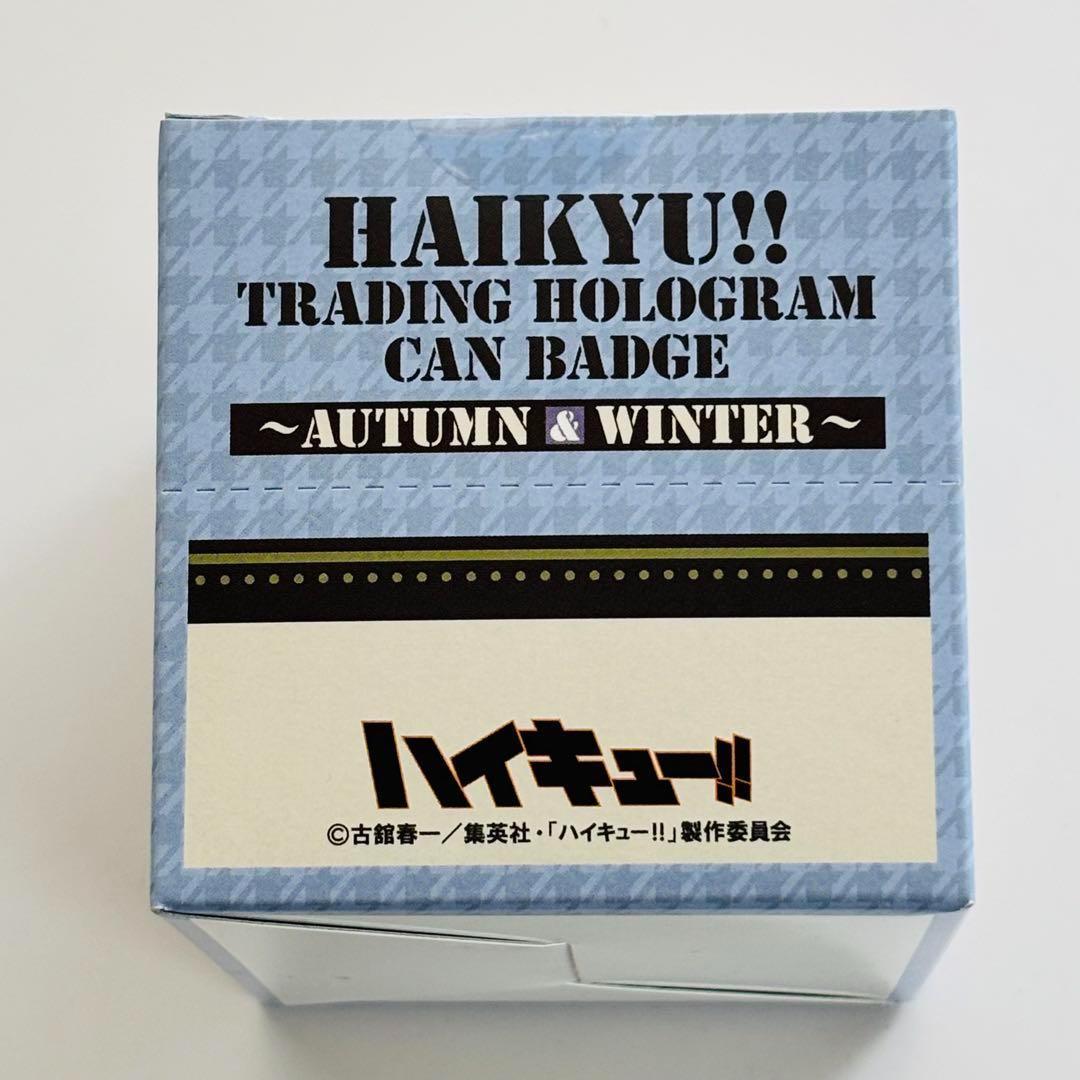 HAIKYU!!
TRADING HOLOGRAM
CAN BADGE
～AUTUMN & WINTER～
ハイキュー!!
©古舘春一／集英社・「ハイキュー!!」製作委員会